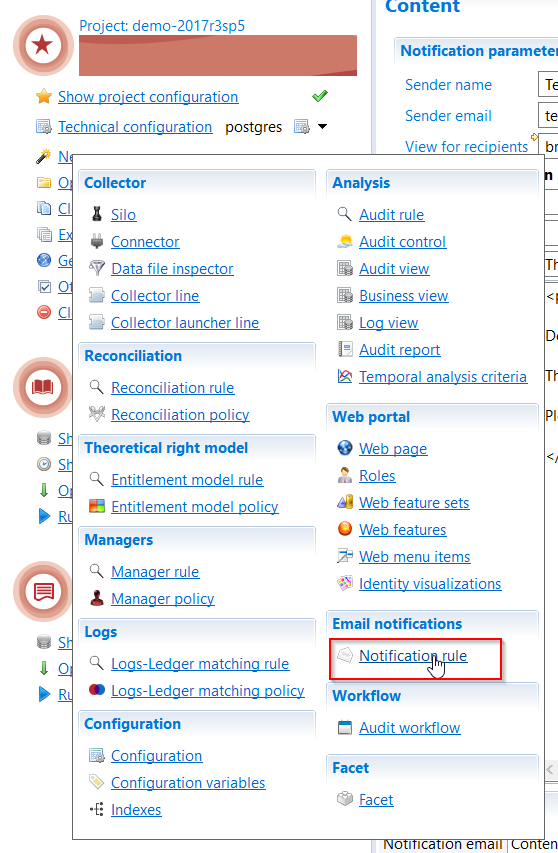 Project: demo-2017r3sp5
Show project configuration
Technical configuration postgres
Content
Notification parameter
Sender name
Te
Sender email
te
View for recipients
br
n
Th
<p
De
Th
Ple
</
Ne
Op
Cl
Ex
Ge
Ot
Cl
Sh
Sh
Op
Ru
Sh
Op
Ru
Collector
Silo
Connector
Data file inspector
Collector line
Collector launcher line
Reconciliation
Reconciliation rule
Reconciliation policy
Theoretical right model
Entitlement model rule
Entitlement model policy
Managers
Manager rule
Manager policy
Logs
Logs-Ledger matching rule
Logs-Ledger matching policy
Configuration
Configuration
Configuration variables
Indexes
Analysis
Audit rule
Audit control
Audit view
Business view
Log view
Audit report
Temporal analysis criteria
Web portal
Web page
Roles
Web feature sets
Web features
Web menu items
Identity visualizations
Email notifications
Notification rule
Workflow
Audit workflow
Facet
Facet
Notification email Content